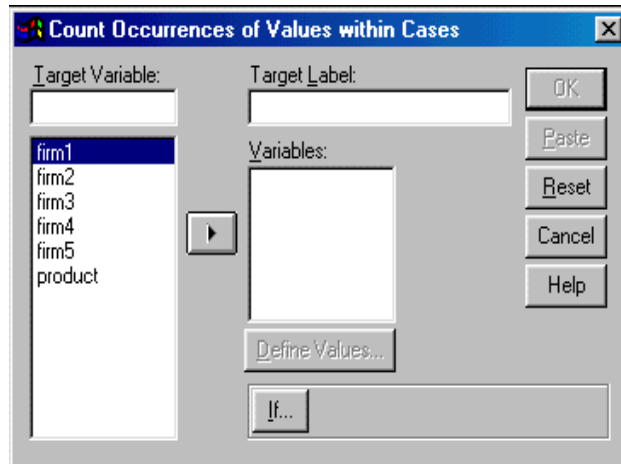 Count Occurrences of Values within Cases
Target Variable:
Target Label:
firm1
firm2
firm3
firm4
firm5
product
Variables:
Define Values...
If...
OK
Paste
Reset
Cancel
Help